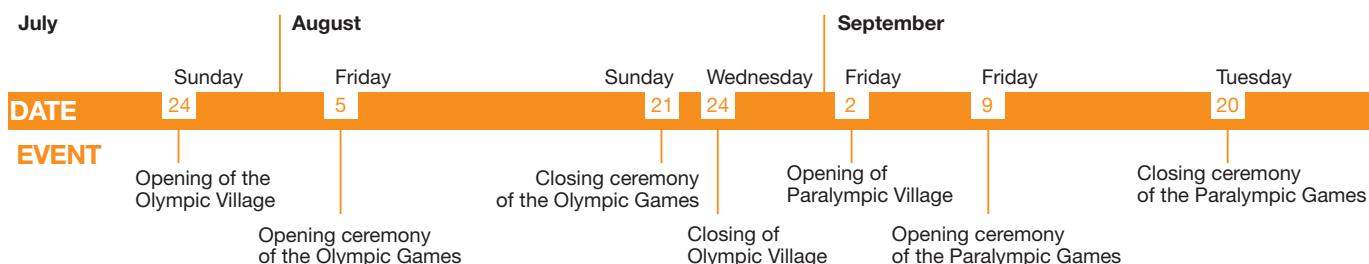 July August September
Sunday Friday Sunday Wednesday Friday Friday Tuesday
DATE 24 5 21 24 2 9 20
EVENT
Opening of the
Olympic Village
Opening ceremony
of the Olympic Games
Closing ceremony
of the Olympic Games
Closing of
Olympic Village
Opening of
Paralympic Village
Opening ceremony
of the Paralympic Games
Closing ceremony
of the Paralympic Games